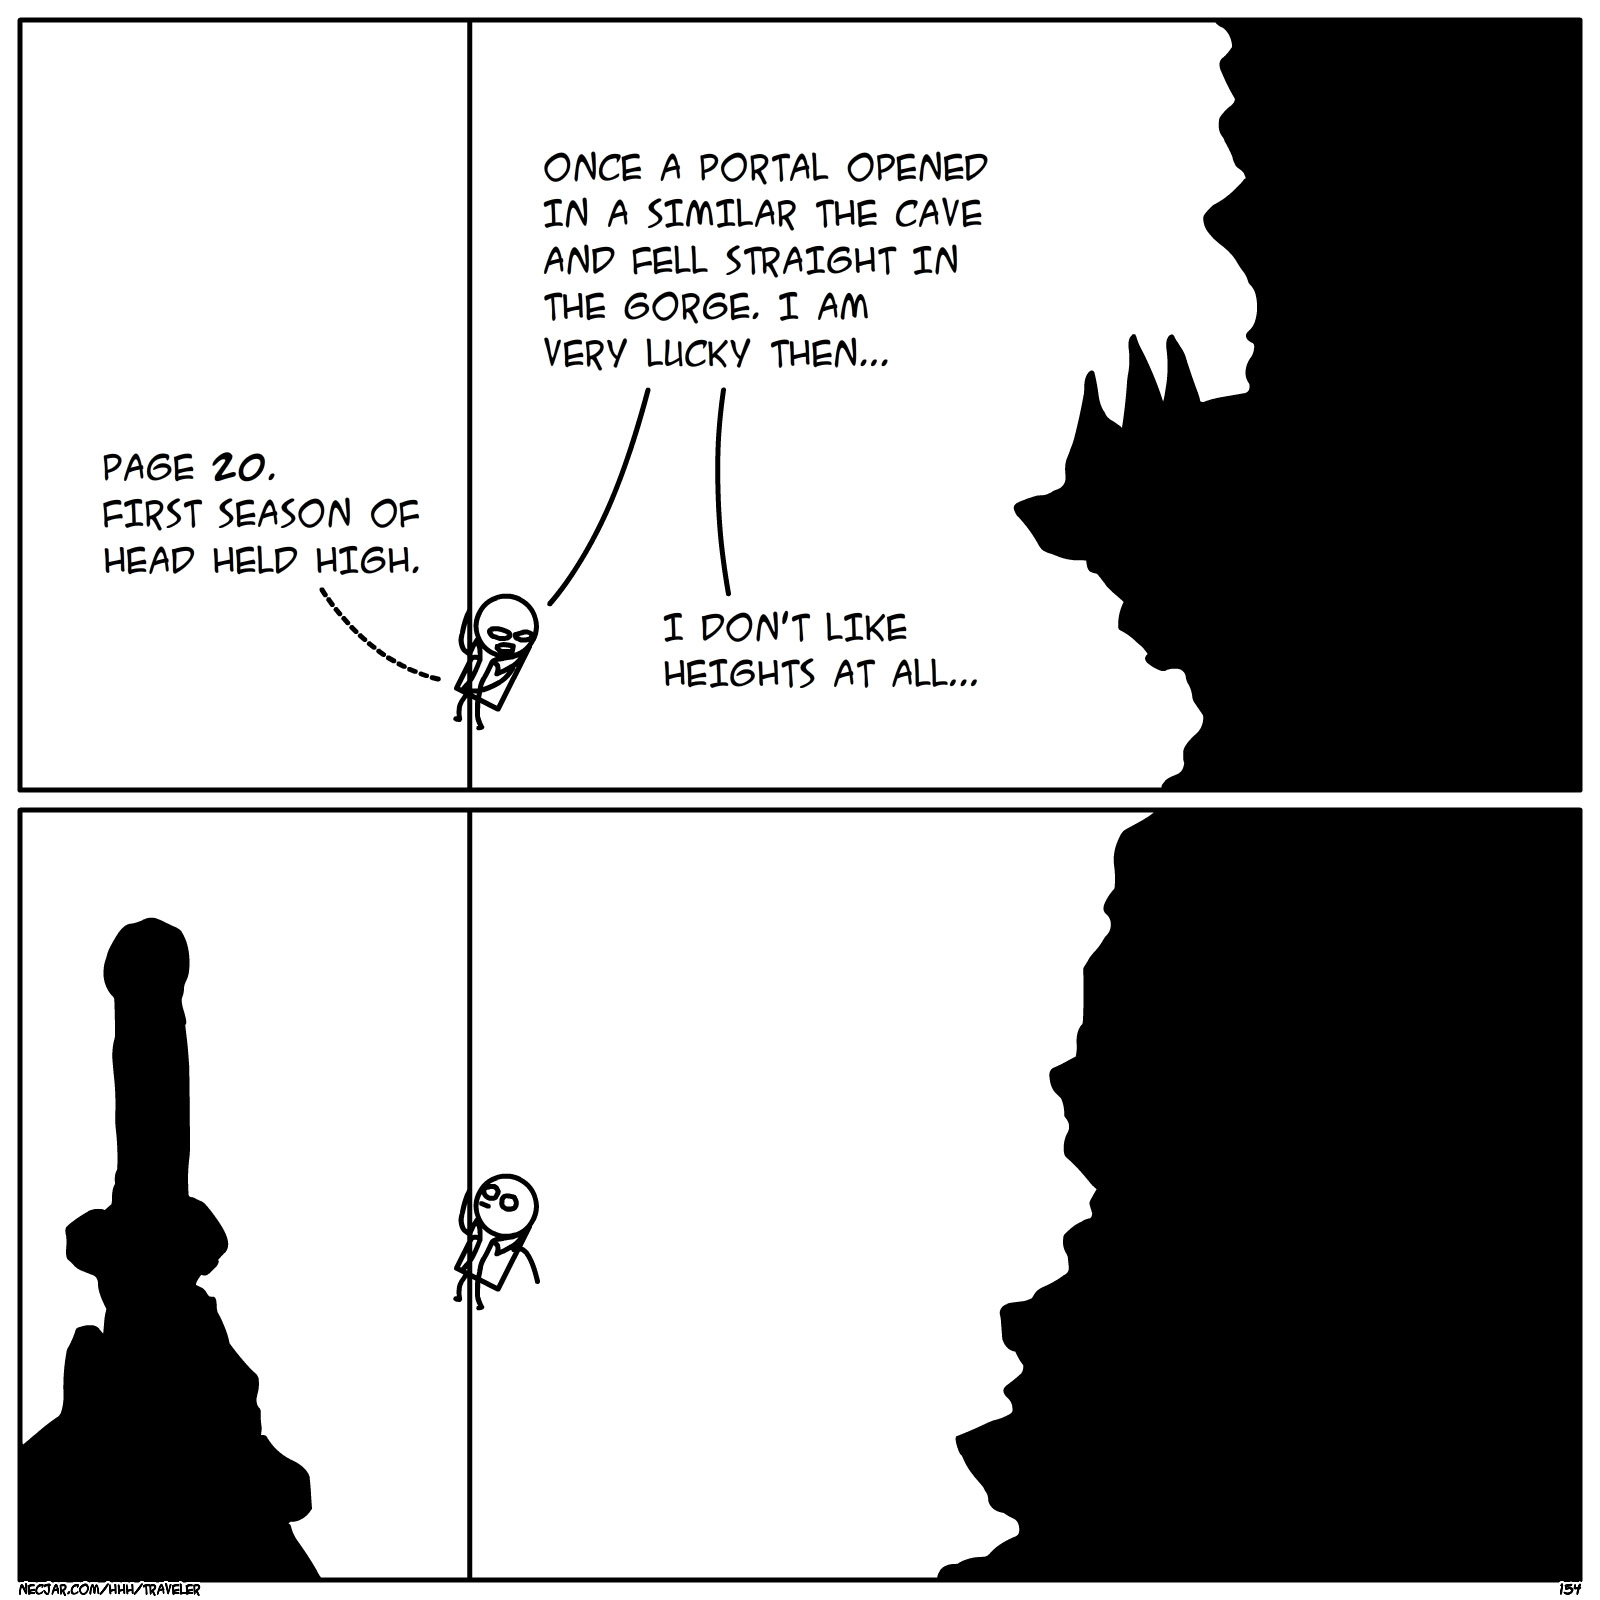 ONCE A PORTAL OPENED
IN A SIMILAR THE CAVE
AND FELL STRAIGHT IN
THE GORGE. I AM
VERY LUCKY THEN...
PAGE 20.
FIRST SEASON OF
HEAD HELD HIGH.
I DON'T LIKE
HEIGHTS AT ALL...
NECJAR.COM/HHH/TRAVELER
154